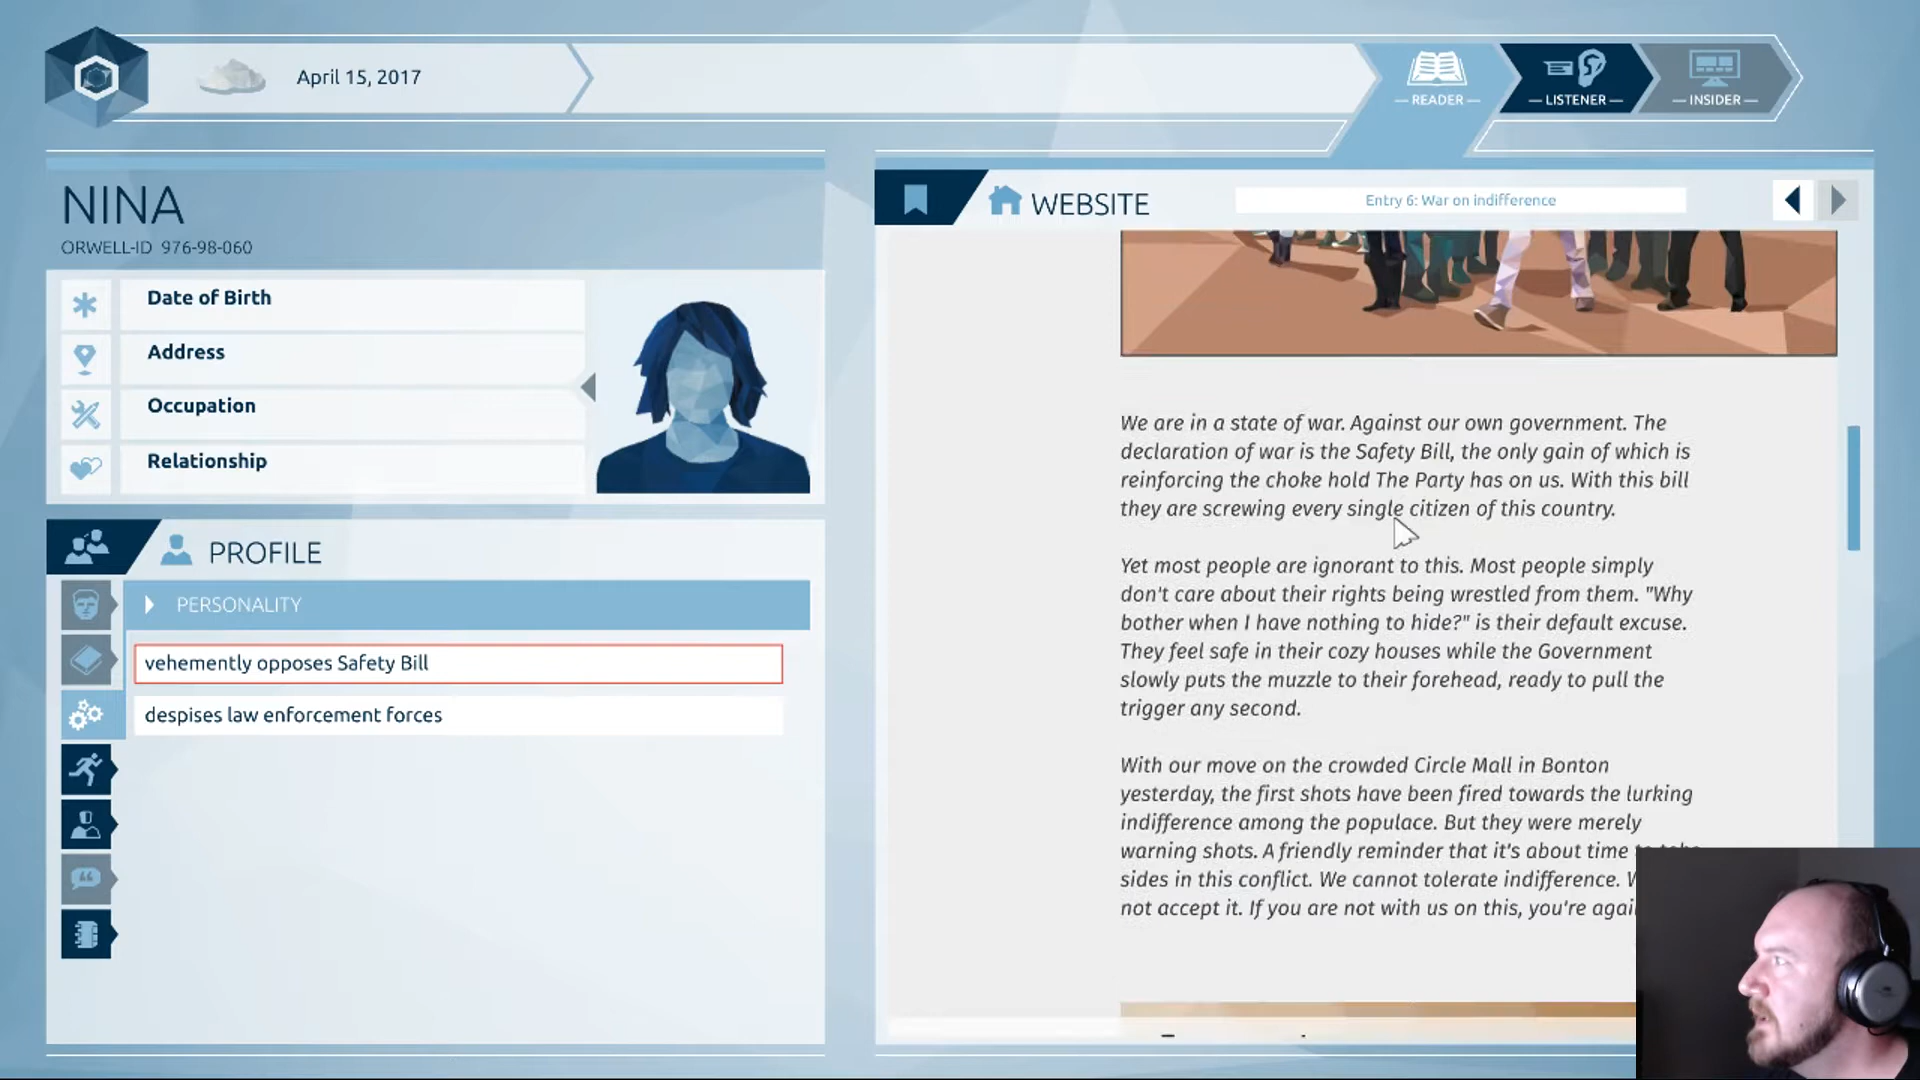 April 15, 2017
READER
LISTENER
INSIDER
NINA
ORWELL-ID 976-98-060
Date of Birth
Address
Occupation
Relationship
PROFILE
PERSONALITY
vehemently opposes Safety Bill
despises law enforcement forces
WEBSITE
Entry 6: War on indifference
We are in a state of war. Against our own government. The
declaration of war is the Safety Bill, the only gain of which is
reinforcing the choke hold The Party has on us. With this bill
they are screwing every single citizen of this country.
Yet most people are ignorant to this. Most people simply
don't care about their rights being wrestled from them. "Why
bother when I have nothing to hide?" is their default excuse.
They feel safe in their cozy houses while the Government
slowly puts the muzzle to their forehead, ready to pull the
trigger any second.
With our move on the crowded Circle Mall in Bonton
yesterday, the first shots have been fired towards the lurking
indifference among the populace. But they were merely
warning shots. A friendly reminder that it's about time
sides in this conflict. We cannot tolerate indifference.
not accept it. If you are not with us on this, you're